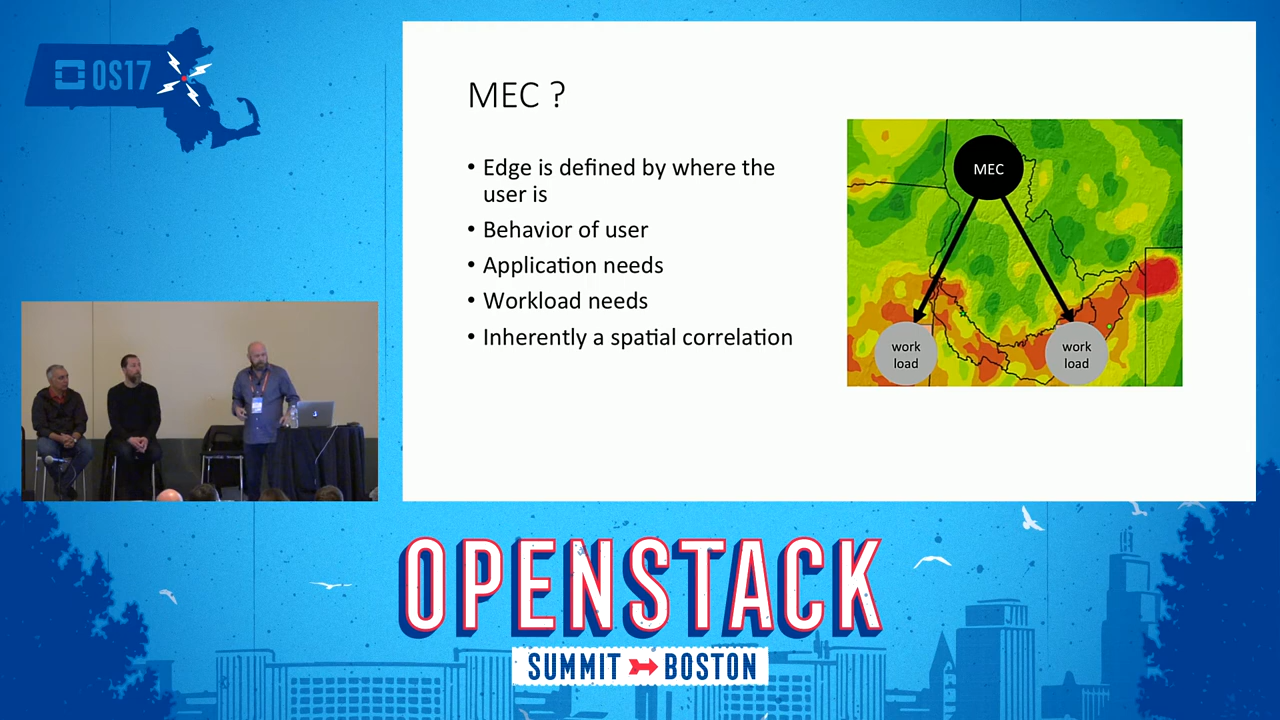 OS17
MEC ?
• Edge is defined by where the
user is
• Behavior of user
• Application needs
• Workload needs
• Inherently a spatial correlation
MEC
work
load
work
load
OPENSTACK
SUMMIT BOSTON